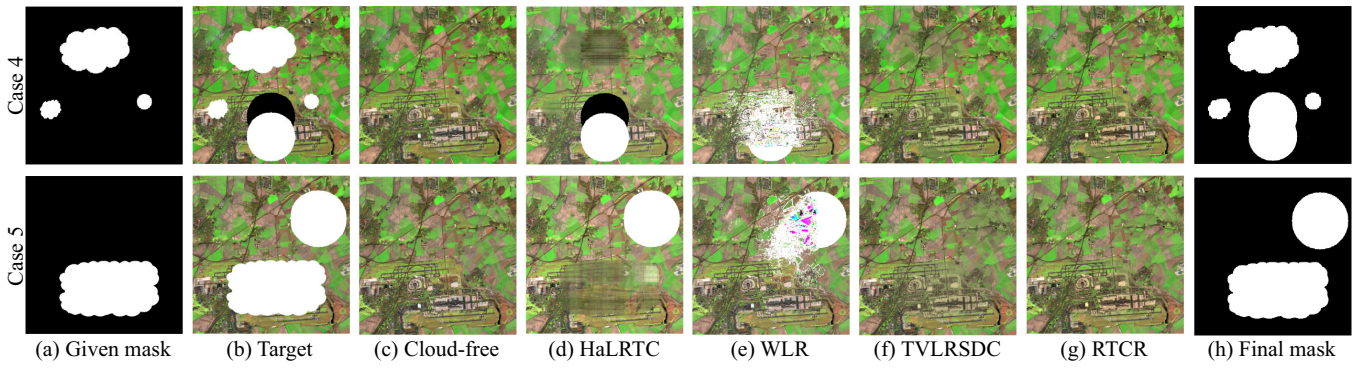 Case 4
Case 5
(a) Given mask (b) Target (c) Cloud-free (d) HaLRTC (e) WLR (f) TVLRSDC (g) RTCR (h) Final mask